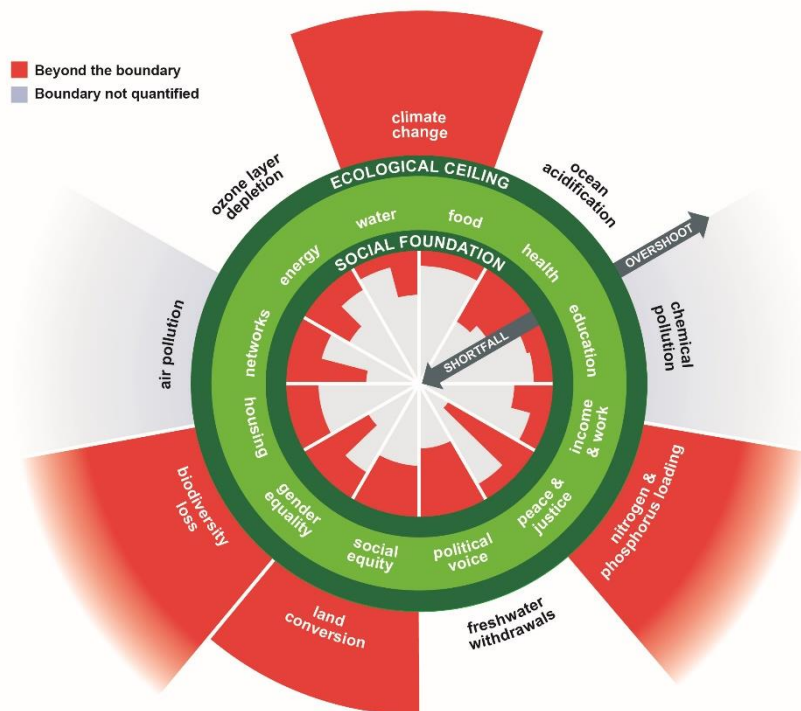 Beyond the boundary
Boundary not quantified
climate
change
ozone layer
depletion
ocean
acidification
ECOLOGICAL CEILING
water
food
energy
health
SOCIAL FOUNDATION
OVERSHOOT
SHORTFALL
air pollution
networks
education
chemical
pollution
housing
income
& work
biodiversity
loss
gender
equality
social
equity
political
voice
peace &
justice
nitrogen &
phosphorus loading
land
conversion
freshwater
withdrawals